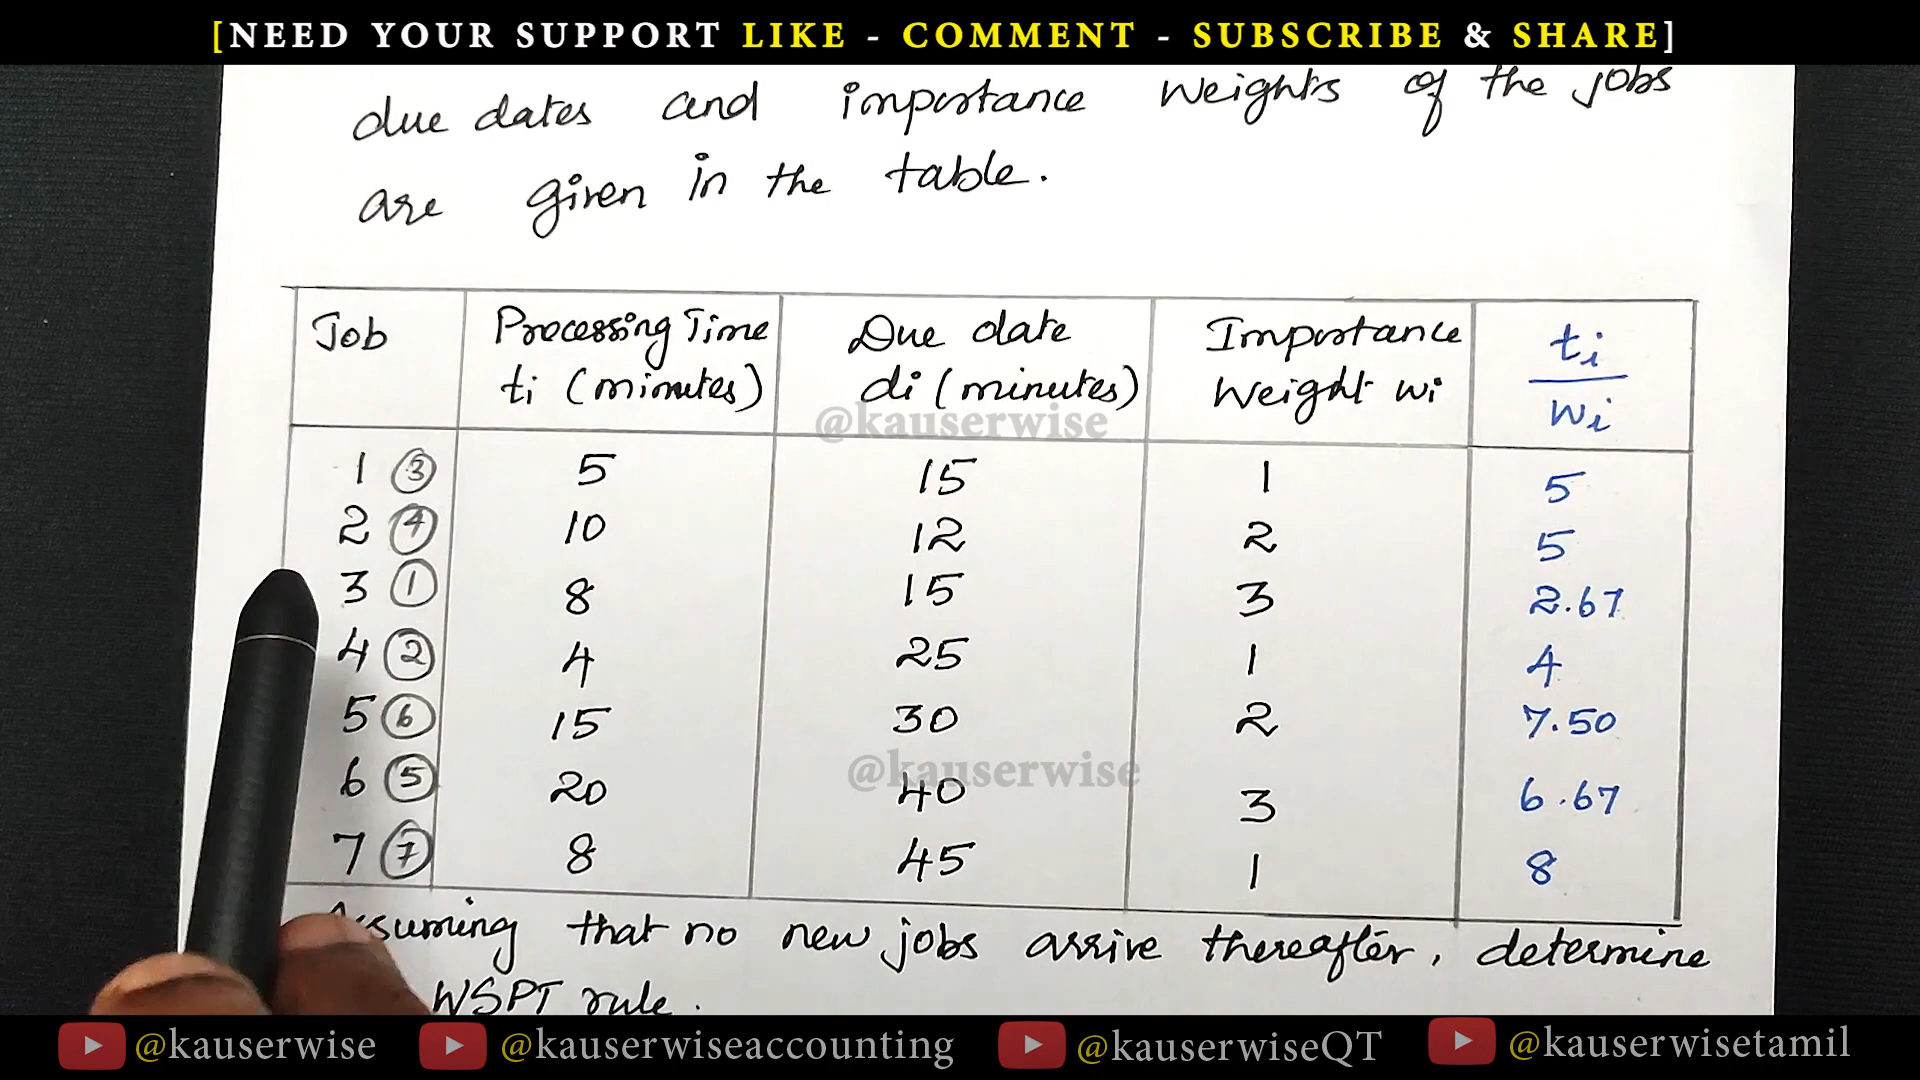 [NEED YOUR SUPPORT LIKE - COMMENT - SUBSCRIBE & SHARE]
due dates and importance weights of the jobs
are given in the table.
Job Processing Time ti (minutes) Due date di (minutes) Importance Weight wi ti/wi
@kauserwise
1 ③ 5 15 1 5
2 ④ 10 12 2 5
3 ① 8 15 3 2.67
4 ② 4 25 1 4
5 ⑥ 15 30 2 7.50
6 ⑤ 20 40 3 6.67
@kauserwise
7 ⑦ 8 45 1 8
Assuming that no new jobs arrive thereafter, determine
WSPT rule.
@kauserwise @kauserwiseaccounting @kauserwiseQT @kauserwisetamil